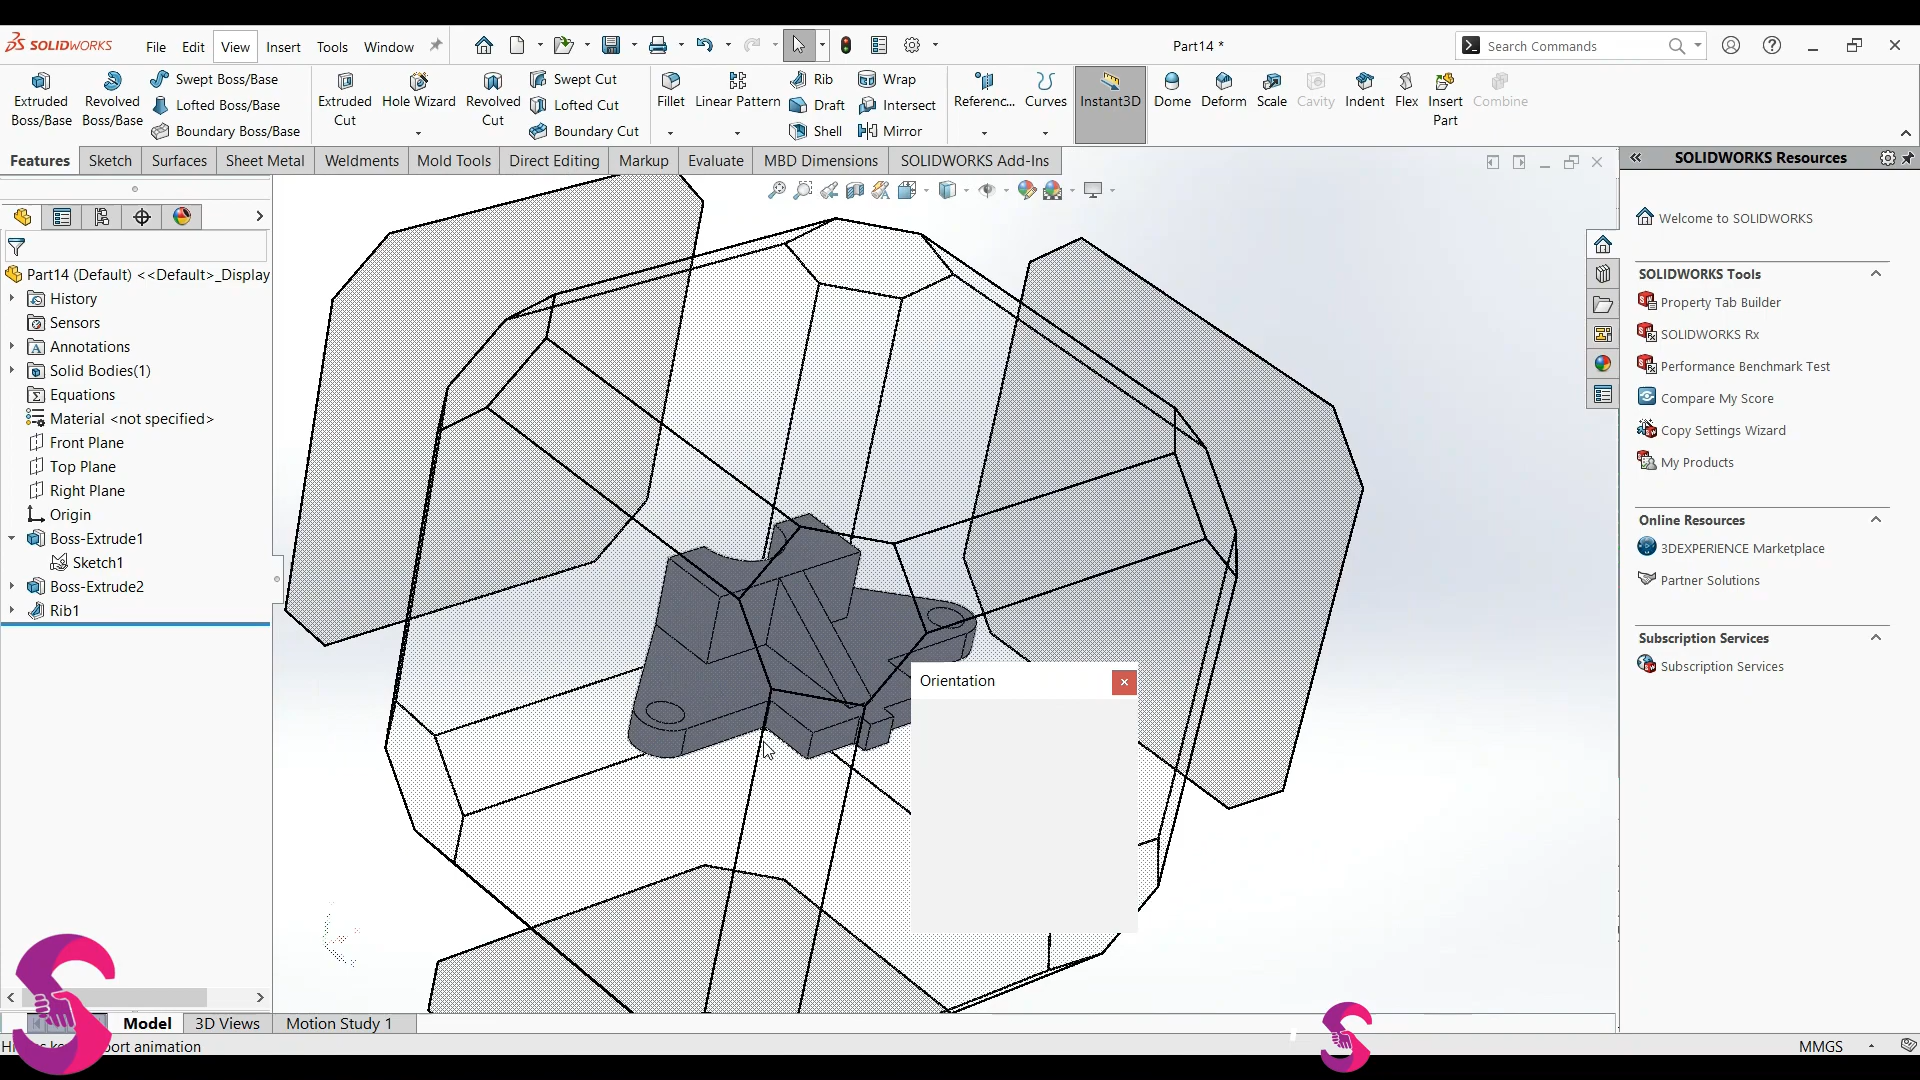 SOLIDWORKS
File Edit View Insert Tools Window
Part14 *
Search Commands
Extruded Boss/Base
Revolved Boss/Base
Swept Boss/Base
Lofted Boss/Base
Boundary Boss/Base
Extruded Cut
Hole Wizard
Revolved Cut
Swept Cut
Lofted Cut
Boundary Cut
Fillet
Linear Pattern
Rib
Draft
Shell
Wrap
Intersect
Mirror
Referenc...
Curves
Instant3D
Dome
Deform
Scale
Cavity
Indent
Flex
Insert Part
Combine
Features Sketch Surfaces Sheet Metal Weldments Mold Tools Direct Editing Markup Evaluate MBD Dimensions SOLIDWORKS Add-Ins
Part14 (Default) <<Default>_Display
History
Sensors
Annotations
Solid Bodies(1)
Equations
Material <not specified>
Front Plane
Top Plane
Right Plane
Origin
Boss-Extrude1
Sketch1
Boss-Extrude2
Rib1
Orientation
SOLIDWORKS Resources
Welcome to SOLIDWORKS
SOLIDWORKS Tools
Property Tab Builder
SOLIDWORKS Rx
Performance Benchmark Test
Compare My Score
Copy Settings Wizard
My Products
Online Resources
3DEXPERIENCE Marketplace
Partner Solutions
Subscription Services
Subscription Services
Model 3D Views Motion Study 1
animation
MMGS